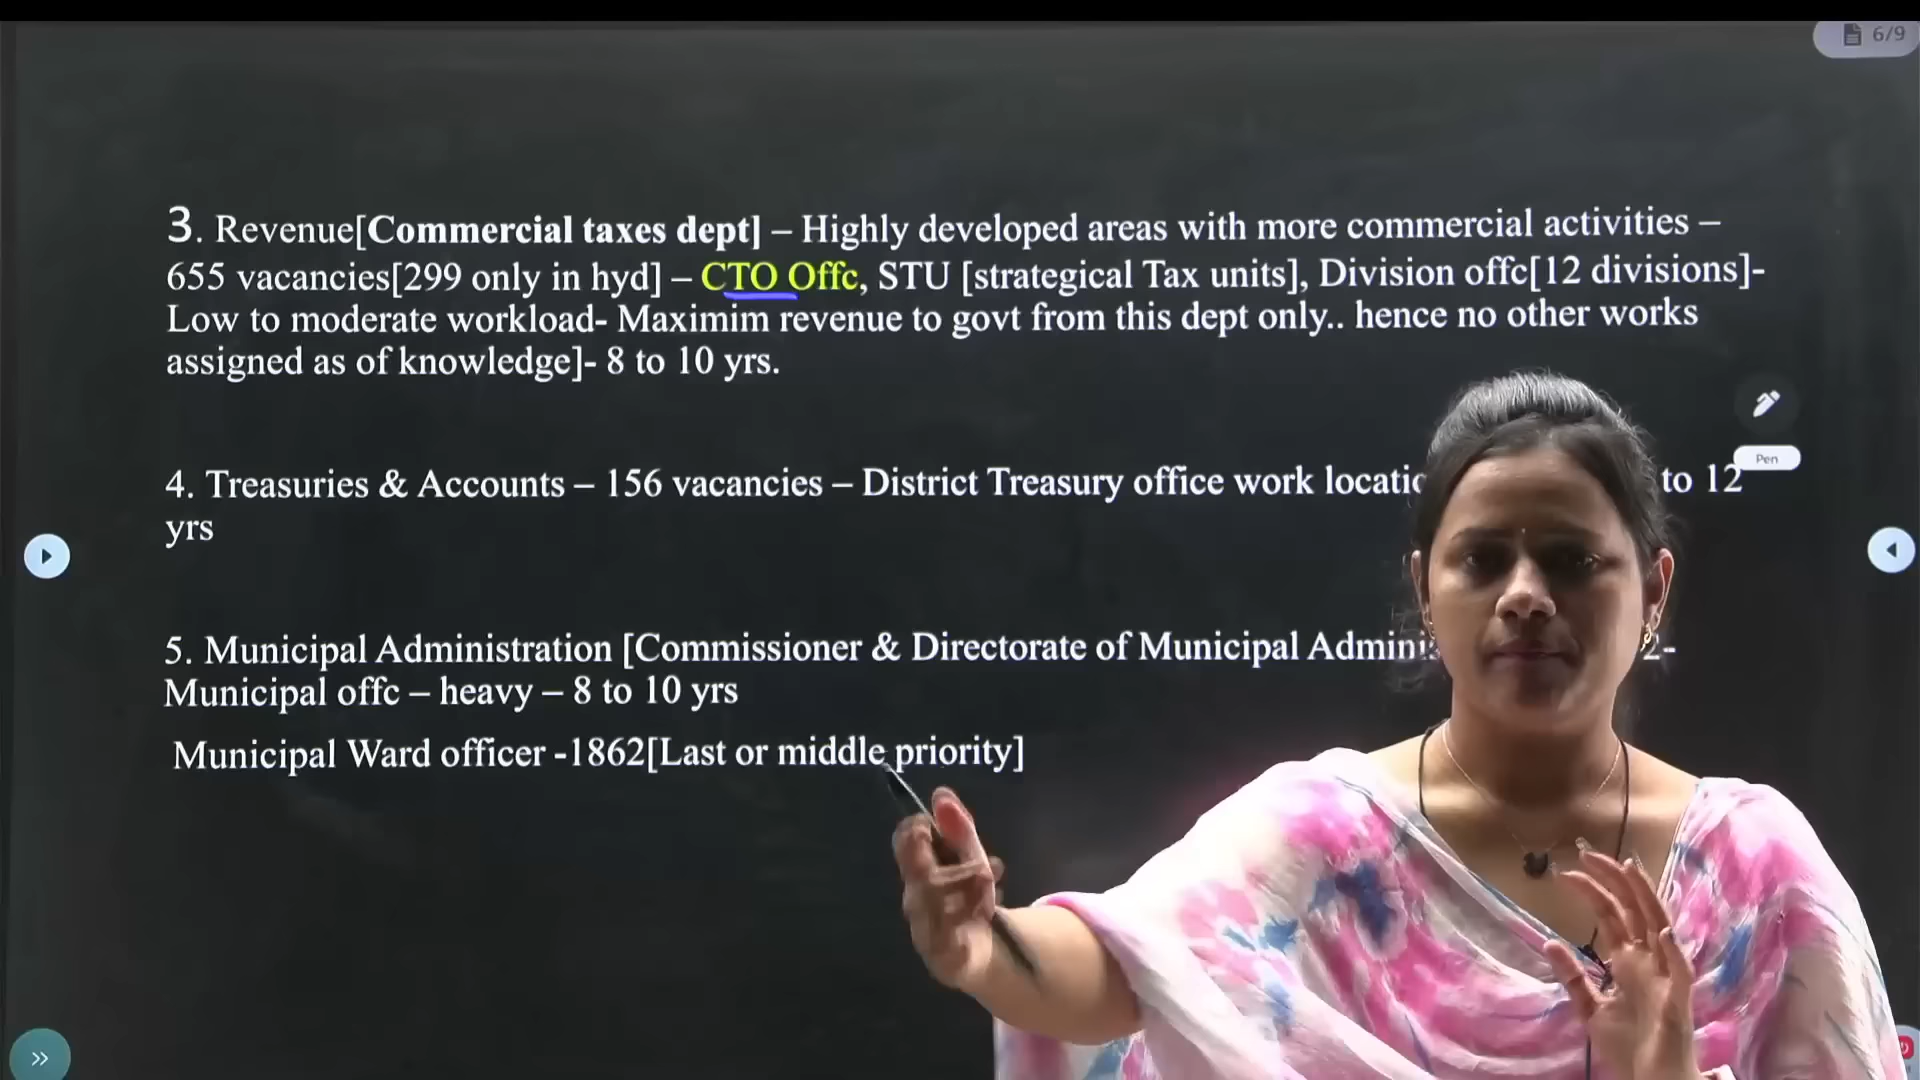 6/9
3. Revenue[Commercial taxes dept] – Highly developed areas with more commercial activities –
655 vacancies[299 only in hyd] – CTO Offc, STU [strategical Tax units], Division offc[12 divisions]-
Low to moderate workload- Maximim revenue to govt from this dept only.. hence no other works
assigned as of knowledge]- 8 to 10 yrs.
Pen
4. Treasuries & Accounts – 156 vacancies – District Treasury office work to 12
yrs
5. Municipal Administration [Commissioner & Directorate of Municipal
Municipal offc – heavy – 8 to 10 yrs
Municipal Ward officer -1862[Last or middle priority]